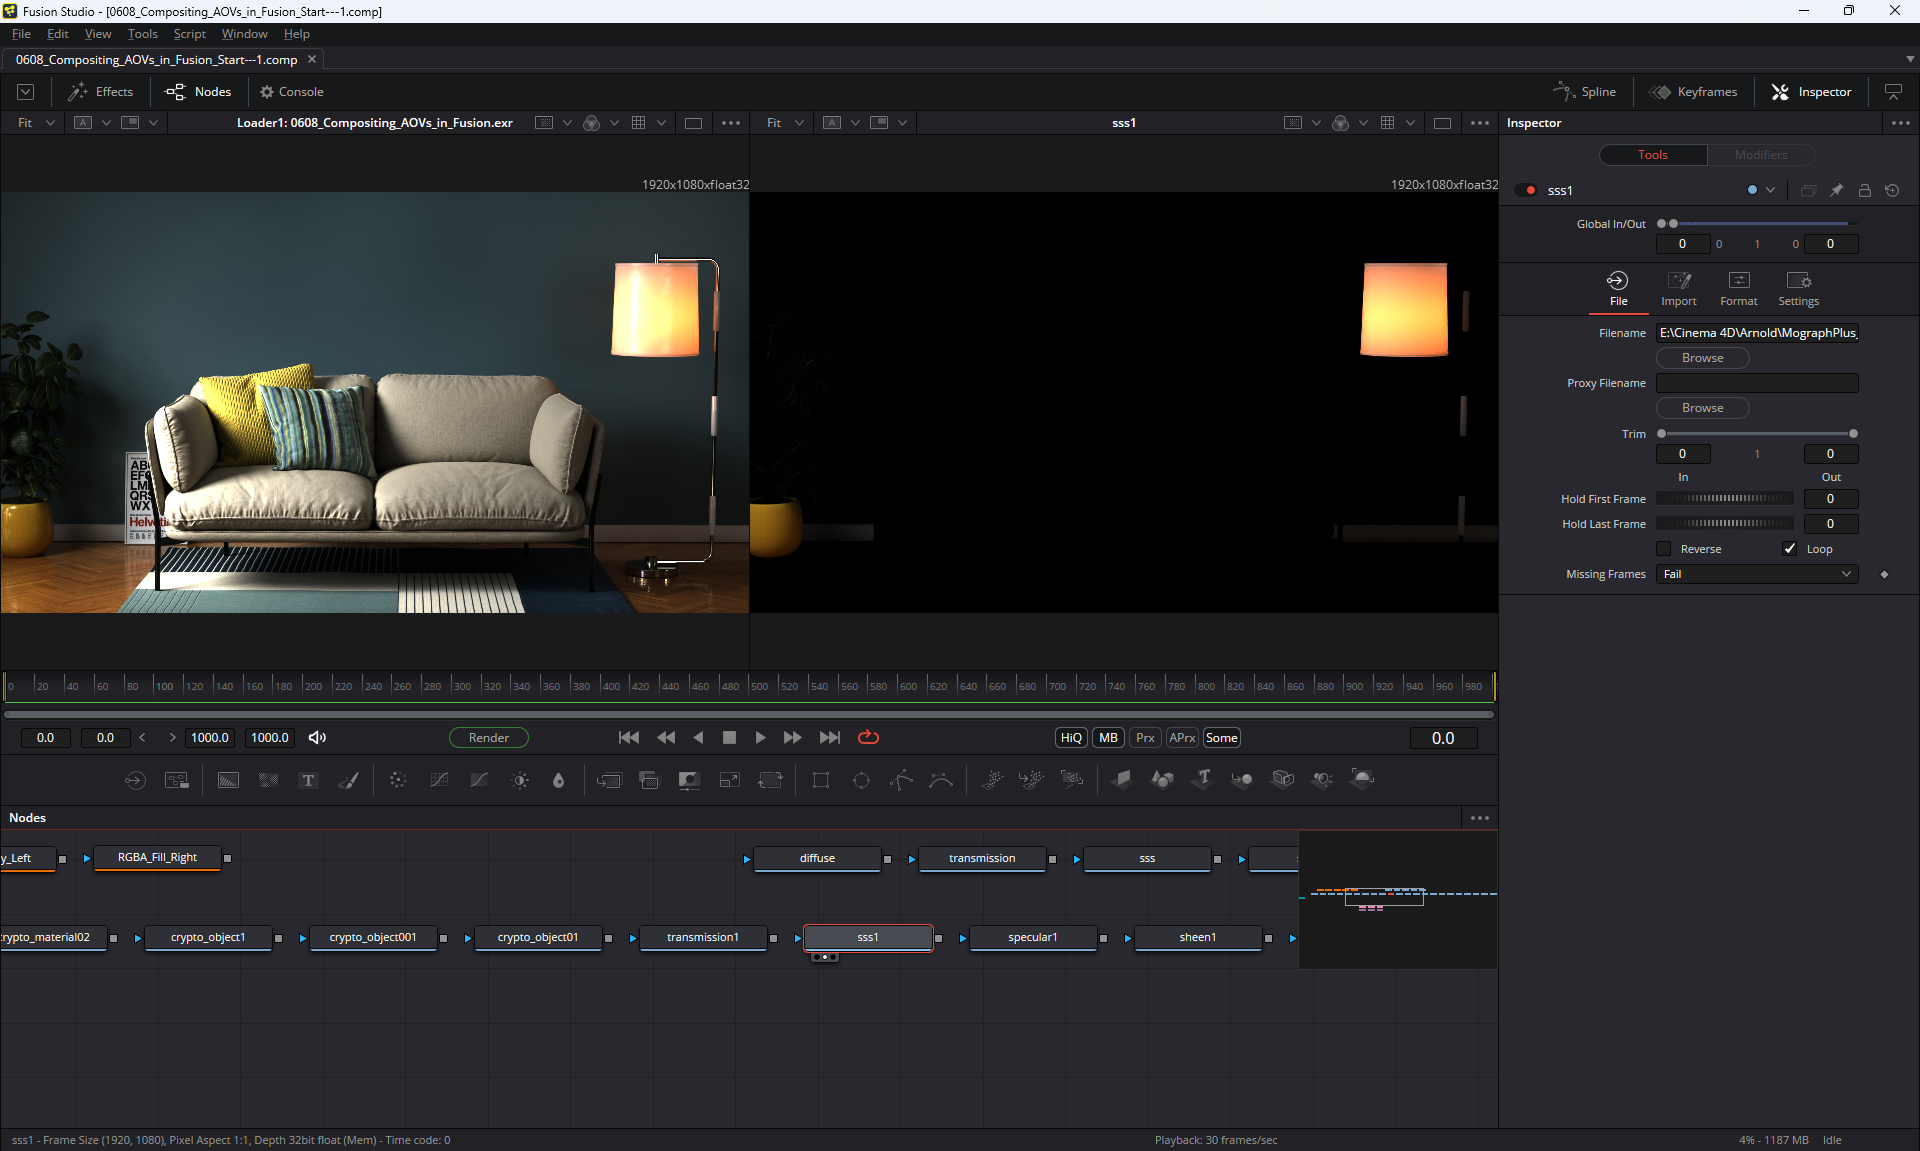 Fusion Studio - [0608_Compositing_AOVs_in_Fusion_Start---1.comp]
File Edit View Tools Script Window Help
0608_Compositing_AOVs_in_Fusion_Start---1.comp
Effects Nodes Console Spline Keyframes Inspector
Fit A Loader1: 0608_Compositing_AOVs_in_Fusion.exr Fit A sss1 Inspector
Tools Modifiers
1920x1080xfloat32 1920x1080xfloat32
sss1
Global In/Out
0 0 1 0 0
File Import Format Settings
Filename E:\Cinema 4D\Arnold\MographPlus_
Browse
Proxy Filename
Browse
Trim
0 1 0
In Out
Hold First Frame 0
Hold Last Frame 0
Reverse Loop
Missing Frames Fail
AB
EF
LM
QR
WX
Helveti
0 20 40 60 80 100 120 140 160 180 200 220 240 260 280 300 320 340 360 380 400 420 440 460 480 500 520 540 560 580 600 620 640 660 680 700 720 740 760 780 800 820 840 860 880 900 920 940 960 980
0.0 0.0 < > 1000.0 1000.0 Render HiQ MB Prx APrx Some 0.0
T T
Nodes
y_Left RGBA_Fill_Right diffuse transmission sss
rypto_material02 crypto_object1 crypto_object001 crypto_object01 transmission1 sss1 specular1 sheen1
sss1 - Frame Size (1920, 1080), Pixel Aspect 1:1, Depth 32bit float (Mem) - Time code: 0 Playback: 30 frames/sec 4% - 1187 MB Idle